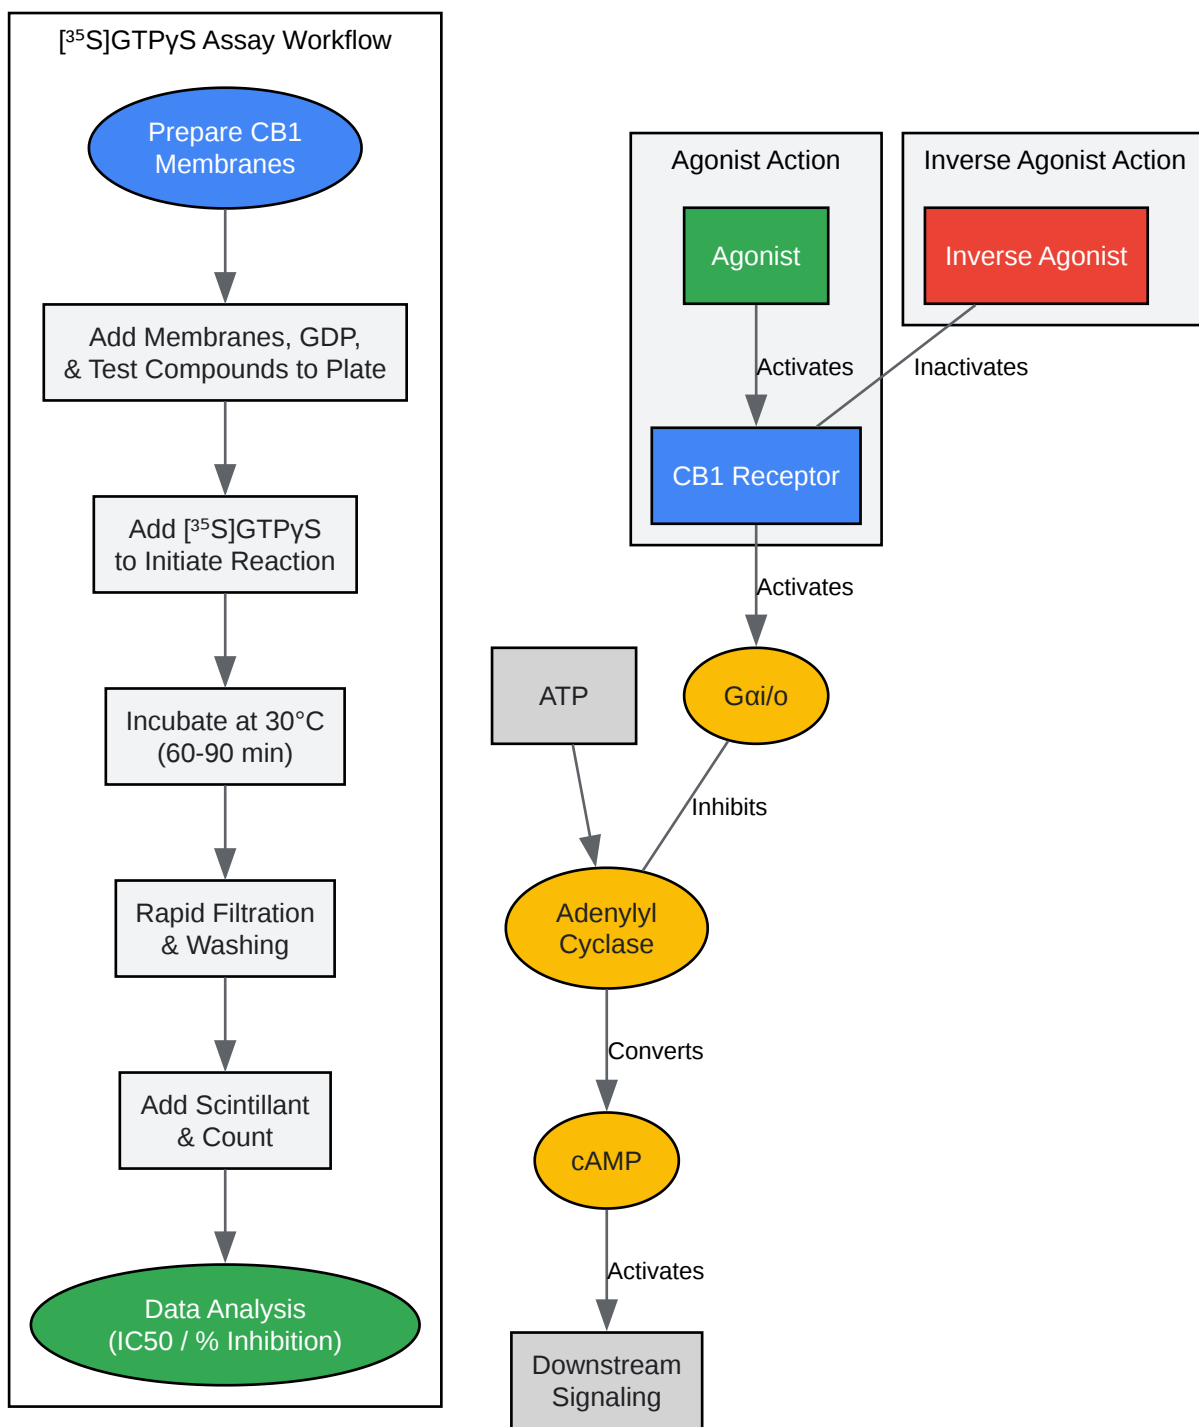 [³⁵S]GTPγS Assay Workflow
Prepare CB1
Membranes
Add Membranes, GDP,
& Test Compounds to Plate
Add [³⁵S]GTPγS
to Initiate Reaction
Incubate at 30°C
(60-90 min)
Rapid Filtration
& Washing
Add Scintillant
& Count
Data Analysis
(IC50 / % Inhibition)
Agonist Action
Agonist
Activates
CB1 Receptor
Inverse Agonist Action
Inverse Agonist
Inactivates
Activates
ATP
Gαi/o
Inhibits
Adenylyl
Cyclase
Converts
cAMP
Activates
Downstream
Signaling